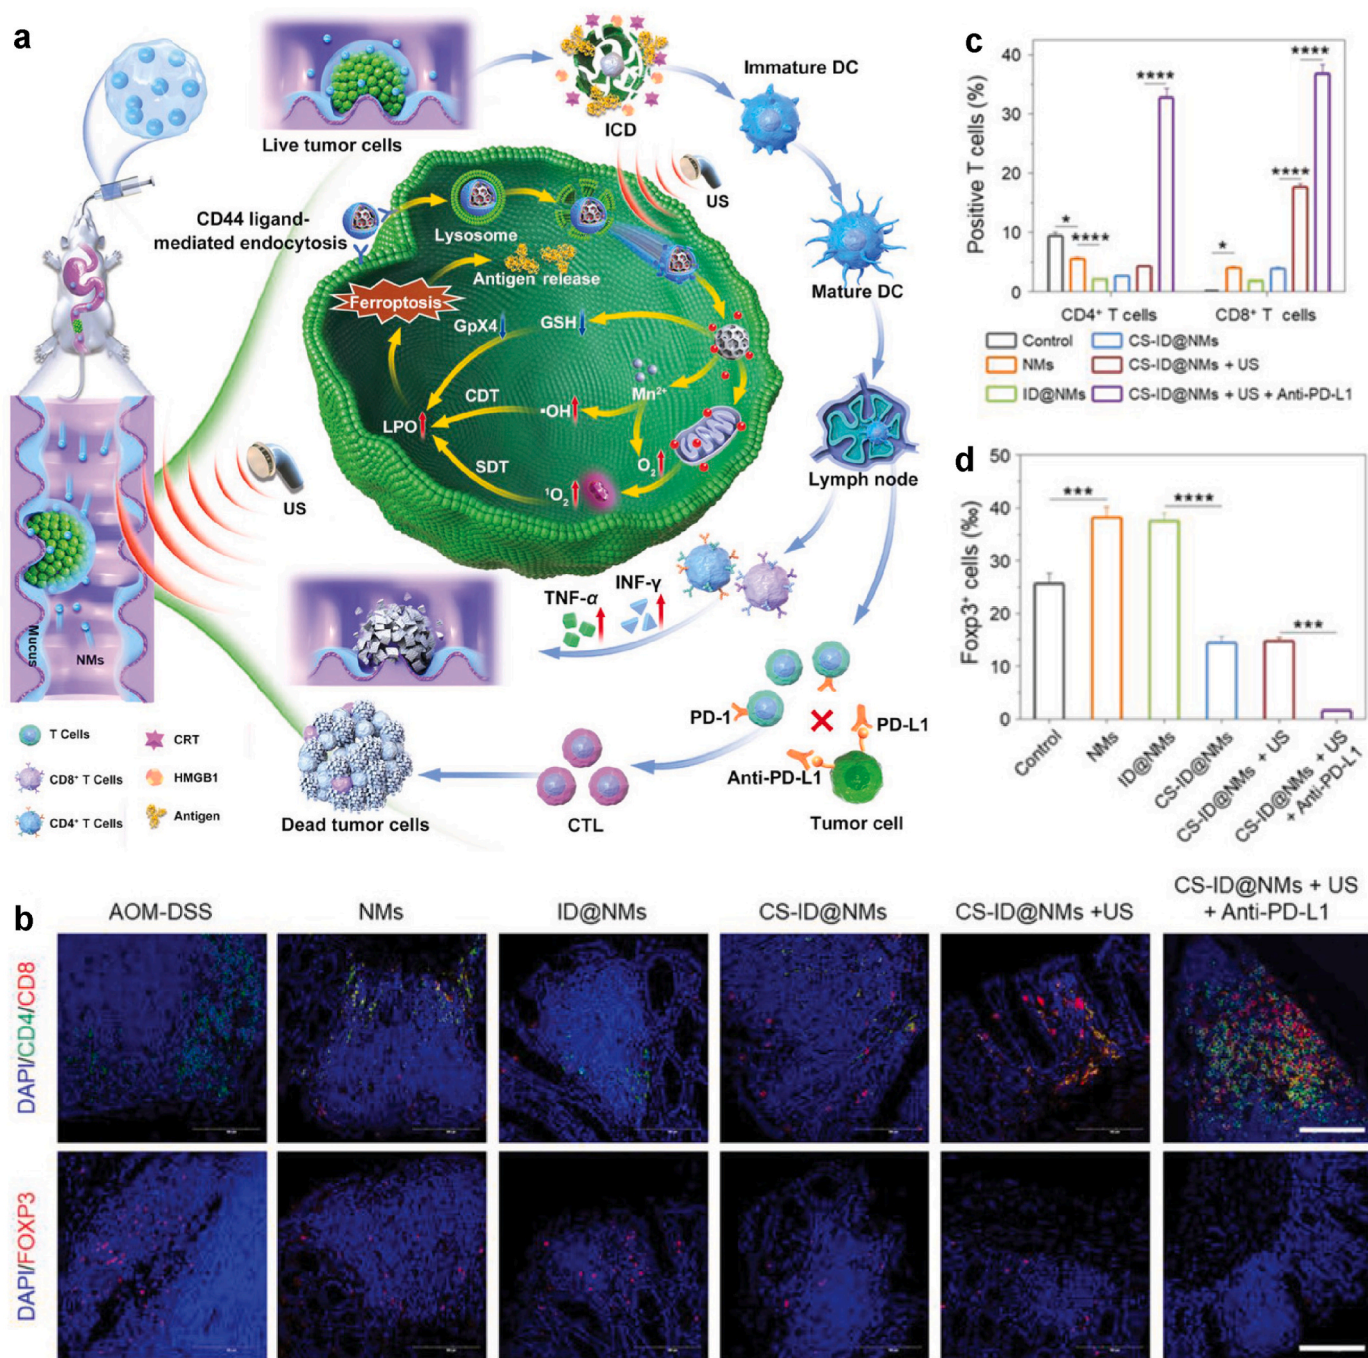 a
Live tumor cells
ICD
Immature DC
US
CD44 ligand-
mediated endocytosis
Lysosome
Antigen release
Ferroptosis
GpX4
GSH
Mature DC
CDT
Mn²⁺
LPO
•OH
SDT
O₂
¹O₂
Lymph node
US
TNF-α
INF-γ
Mucus
NMs
PD-1
PD-L1
Anti-PD-L1
Dead tumor cells
CTL
Tumor cell
T Cells
CRT
CD8⁺ T Cells
HMGB1
CD4⁺ T Cells
Antigen
c
Positive T cells (%)
40
30
20
10
0
*
****
****
*
****
****
CD4⁺ T cells
CD8⁺ T cells
Control
CS-ID@NMs
NMs
CS-ID@NMs + US
ID@NMs
CS-ID@NMs + US + Anti-PD-L1
d
Foxp3⁺ cells (‰)
50
40
30
20
10
0
***
****
***
Control
NMs
ID@NMs
CS-ID@NMs
CS-ID@NMs + US
CS-ID@NMs + US
+ Anti-PD-L1
b
AOM-DSS
NMs
ID@NMs
CS-ID@NMs
CS-ID@NMs +US
CS-ID@NMs + US
+ Anti-PD-L1
DAPI/CD4/CD8
DAPI/FOXP3